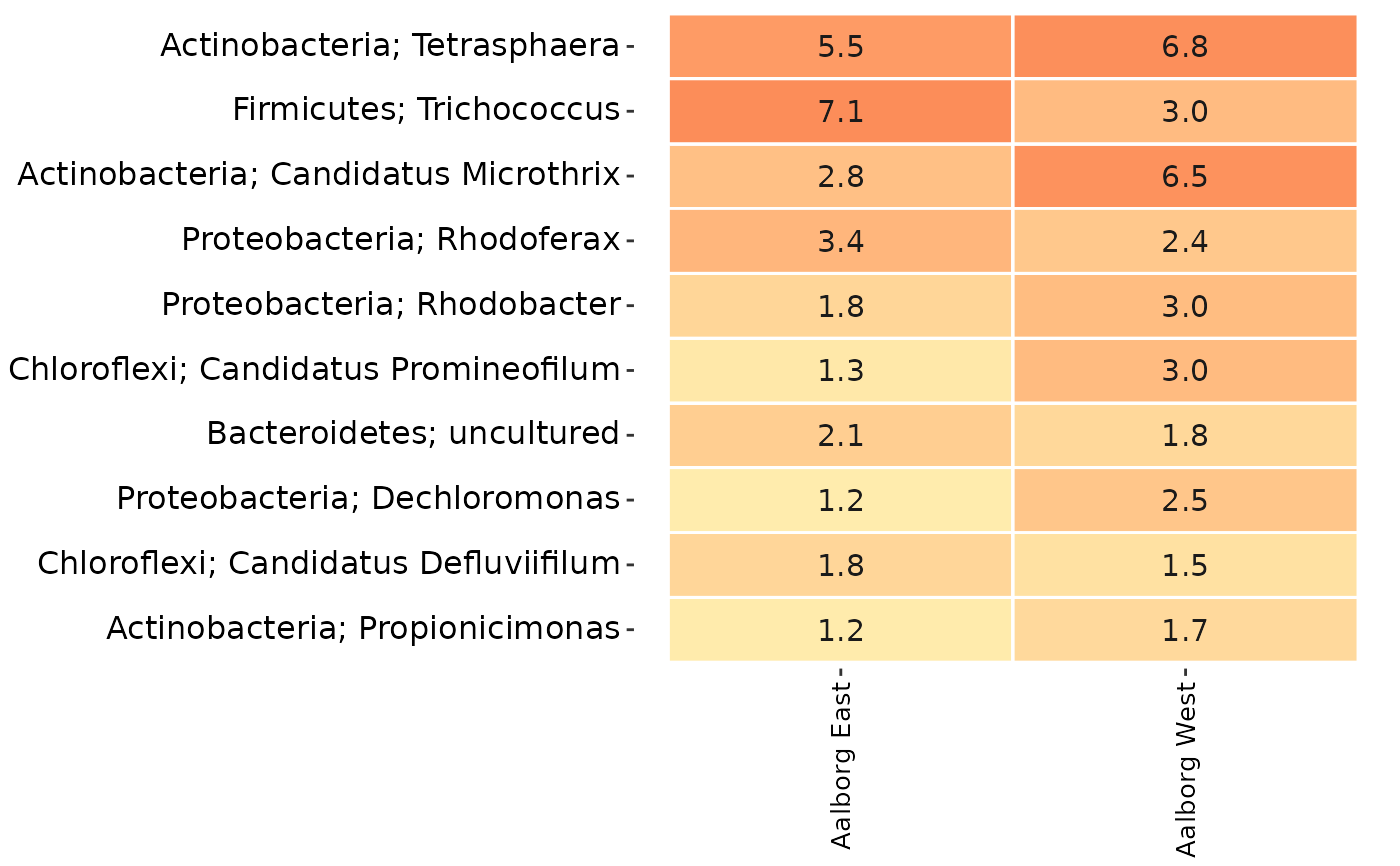 Actinobacteria; Tetrasphaera 5.5 6.8
Firmicutes; Trichococcus 7.1 3.0
Actinobacteria; Candidatus Microthrix 2.8 6.5
Proteobacteria; Rhodoferax 3.4 2.4
Proteobacteria; Rhodobacter 1.8 3.0
Chloroflexi; Candidatus Promineofilum 1.3 3.0
Bacteroidetes; uncultured 2.1 1.8
Proteobacteria; Dechloromonas 1.2 2.5
Chloroflexi; Candidatus Defluviifilum 1.8 1.5
Actinobacteria; Propionicimonas 1.2 1.7
Aalborg East
Aalborg West